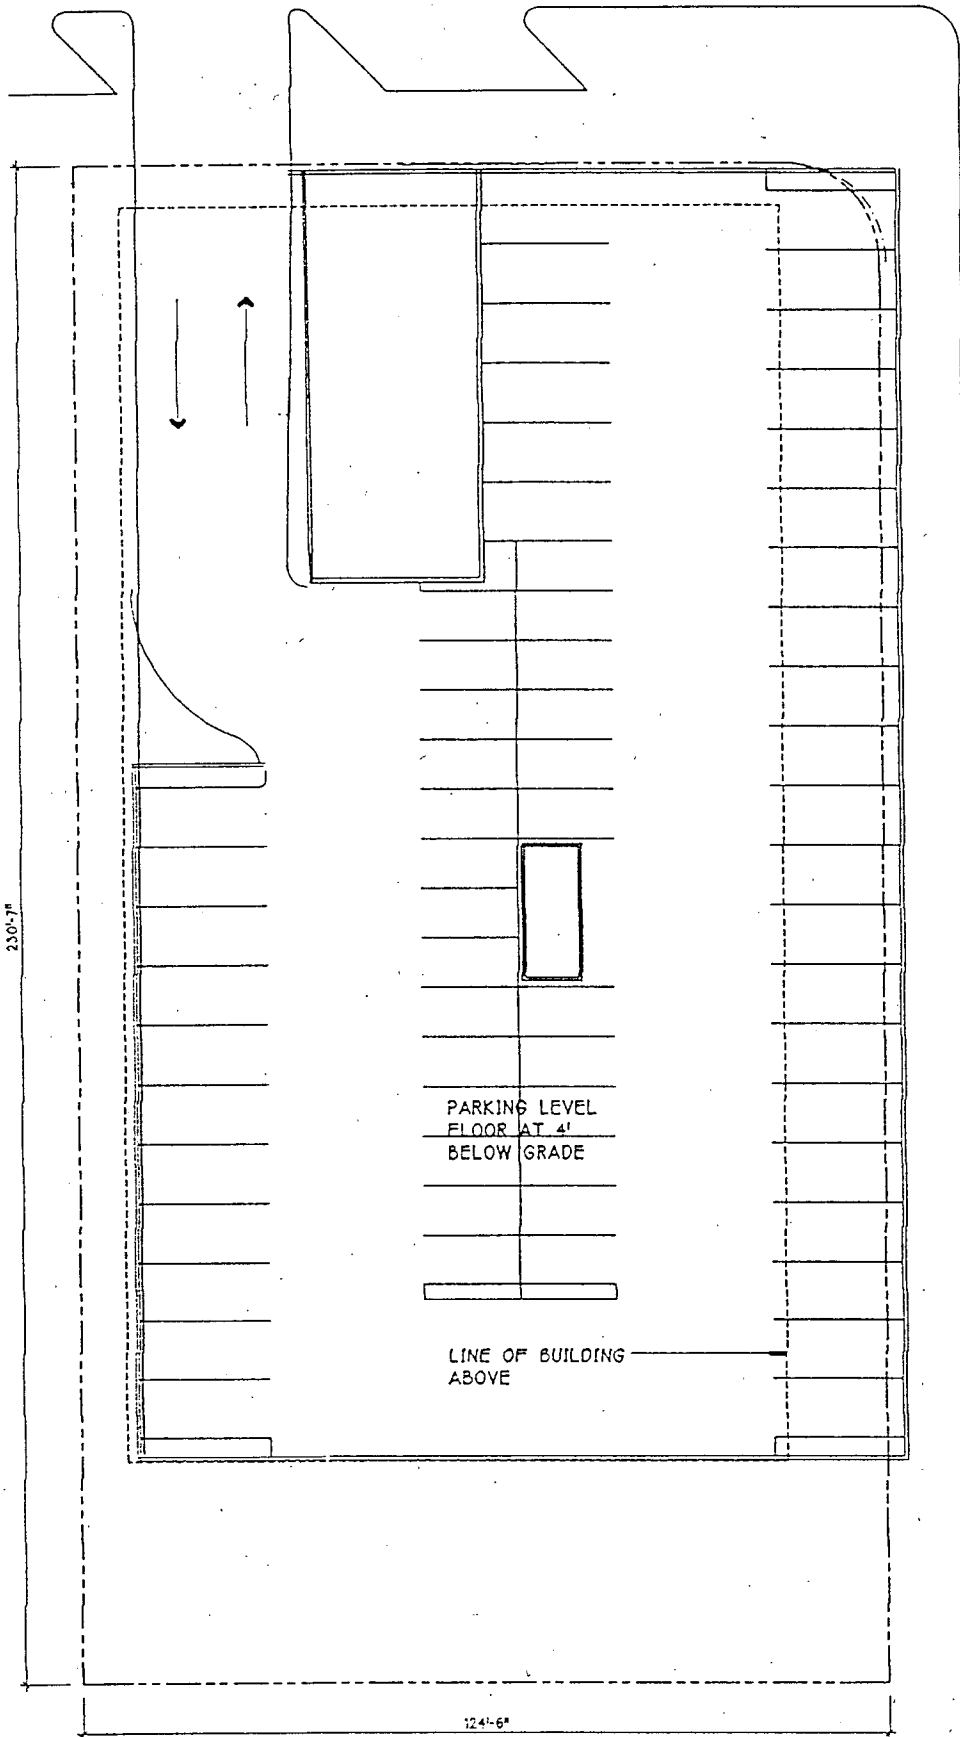 230'-7"
PARKING LEVEL
FLOOR AT 4'
BELOW GRADE
LINE OF BUILDING
ABOVE
124'-6"